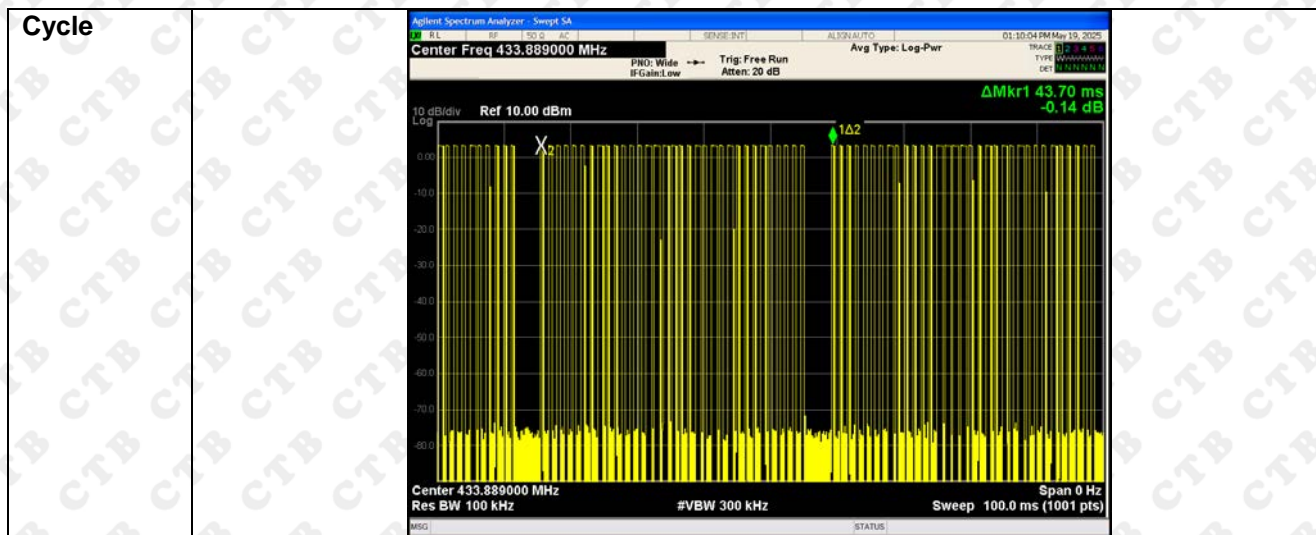 Cycle
Agilent Spectrum Analyzer - Swept SA
RL RF 50 Ω AC SENSE:INT ALIGN AUTO 01:10:04 PM May 19, 2025
Center Freq 433.889000 MHz
PNO: Wide
IFGain:Low
Trig: Free Run
Atten: 20 dB
Avg Type: Log-Pwr
TRACE 1 2 3 4 5 6
TYPE
DET N N N N N N
ΔMkr1 43.70 ms
-0.14 dB
10 dB/div Ref 10.00 dBm
Log
1Δ2
X2
0.00
-10.0
-20.0
-30.0
-40.0
-50.0
-60.0
-70.0
-80.0
Center 433.889000 MHz Span 0 Hz
Res BW 100 kHz #VBW 300 kHz Sweep 100.0 ms (1001 pts)
MSG STATUS
CTB